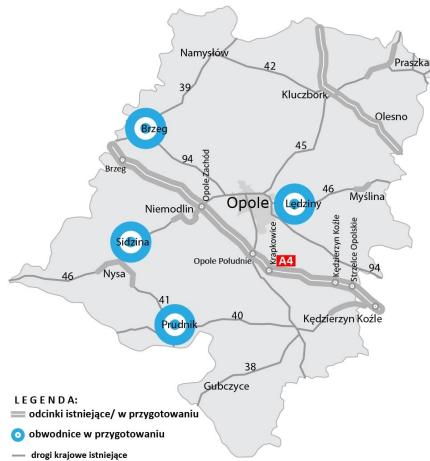 Namysłów
Praszka
42
39
Kluczbork
Olesno
Brzeg
45
94
Brzeg
Opole Zachód
Opole
46
Myślina
Lędziny
Niemodlin
Sidzina
Krapkowice
Kędzierzyn Koźle
Strzelce Opolskie
Opole Południe
A4
94
46
Nysa
41
Prudnik
40
Kędzierzyn Koźle
38
Gubczyce
LEGENDA:
odcinki istniejące/ w przygotowaniu
obwodnice w przygotowaniu
drogi krajowe istniejące